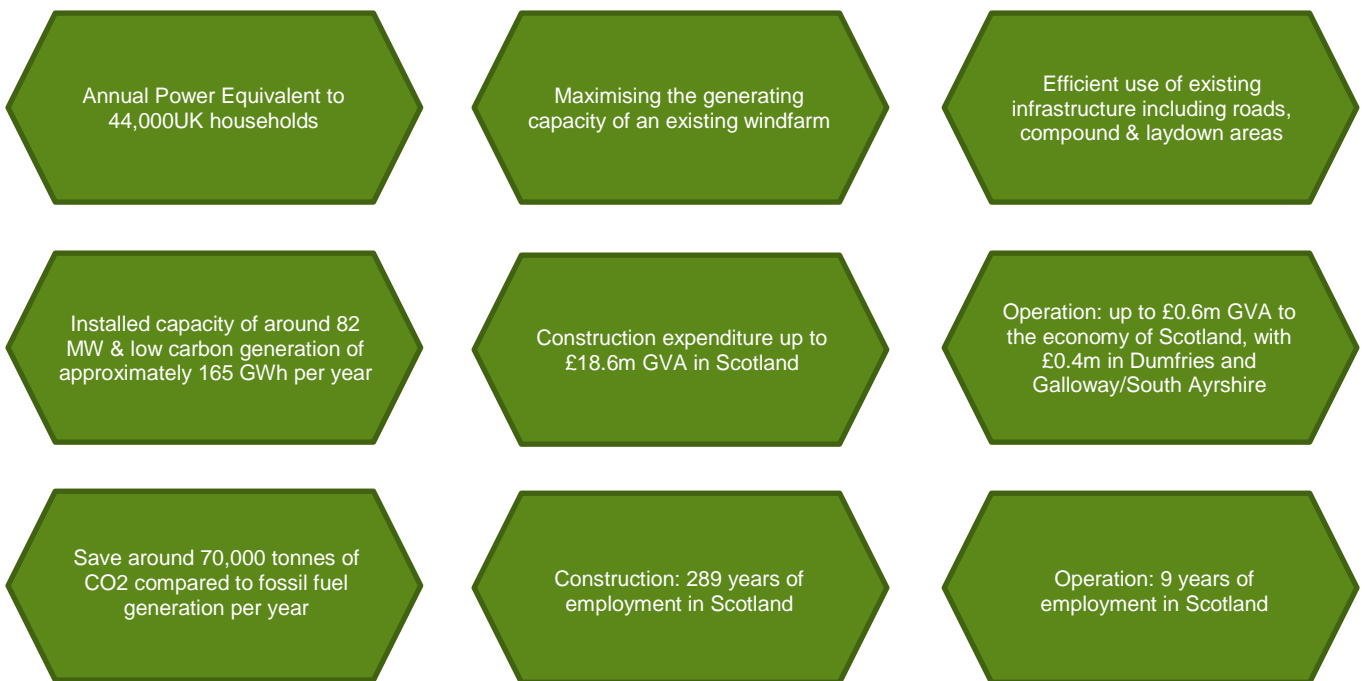 Annual Power Equivalent to
44,000UK households
Maximising the generating
capacity of an existing windfarm
Efficient use of existing
infrastructure including roads,
compound & laydown areas
Installed capacity of around 82
MW & low carbon generation of
approximately 165 GWh per year
Construction expenditure up to
£18.6m GVA in Scotland
Operation: up to £0.6m GVA to
the economy of Scotland, with
£0.4m in Dumfries and
Galloway/South Ayrshire
Save around 70,000 tonnes of
CO2 compared to fossil fuel
generation per year
Construction: 289 years of
employment in Scotland
Operation: 9 years of
employment in Scotland